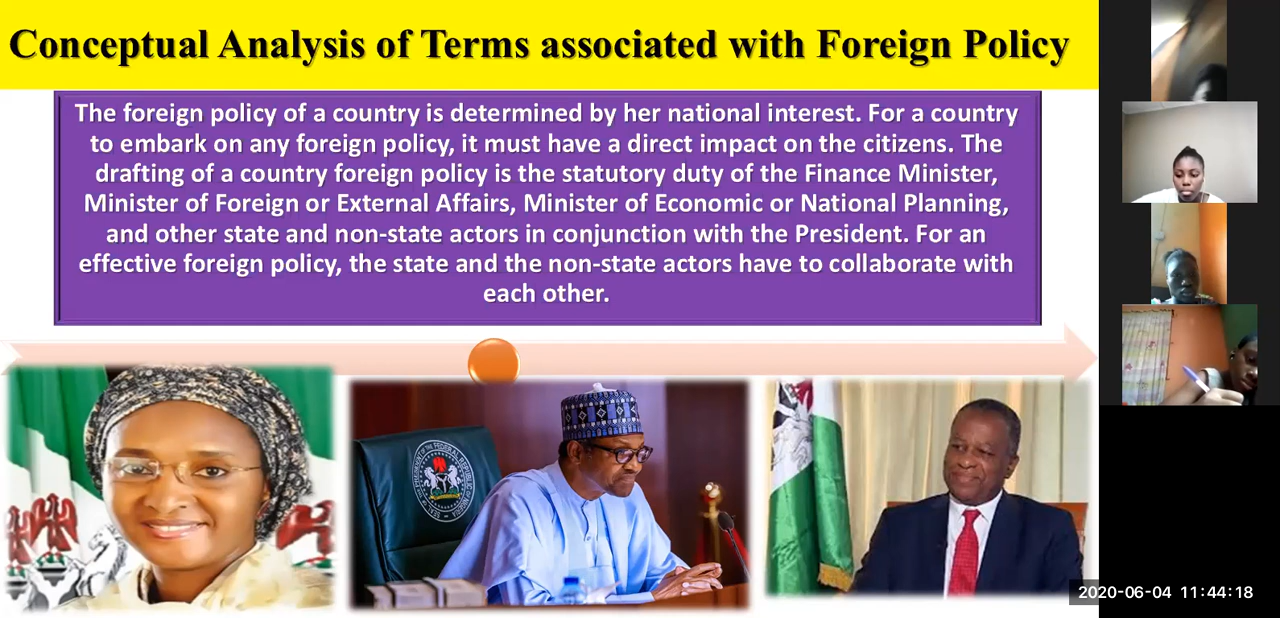 Conceptual Analysis of Terms associated with Foreign Policy
The foreign policy of a country is determined by her national interest. For a country
to embark on any foreign policy, it must have a direct impact on the citizens. The
drafting of a country foreign policy is the statutory duty of the Finance Minister,
Minister of Foreign or External Affairs, Minister of Economic or National Planning,
and other state and non-state actors in conjunction with the President. For an
effective foreign policy, the state and the non-state actors have to collaborate with
each other.
2020-06-04 11:44:18